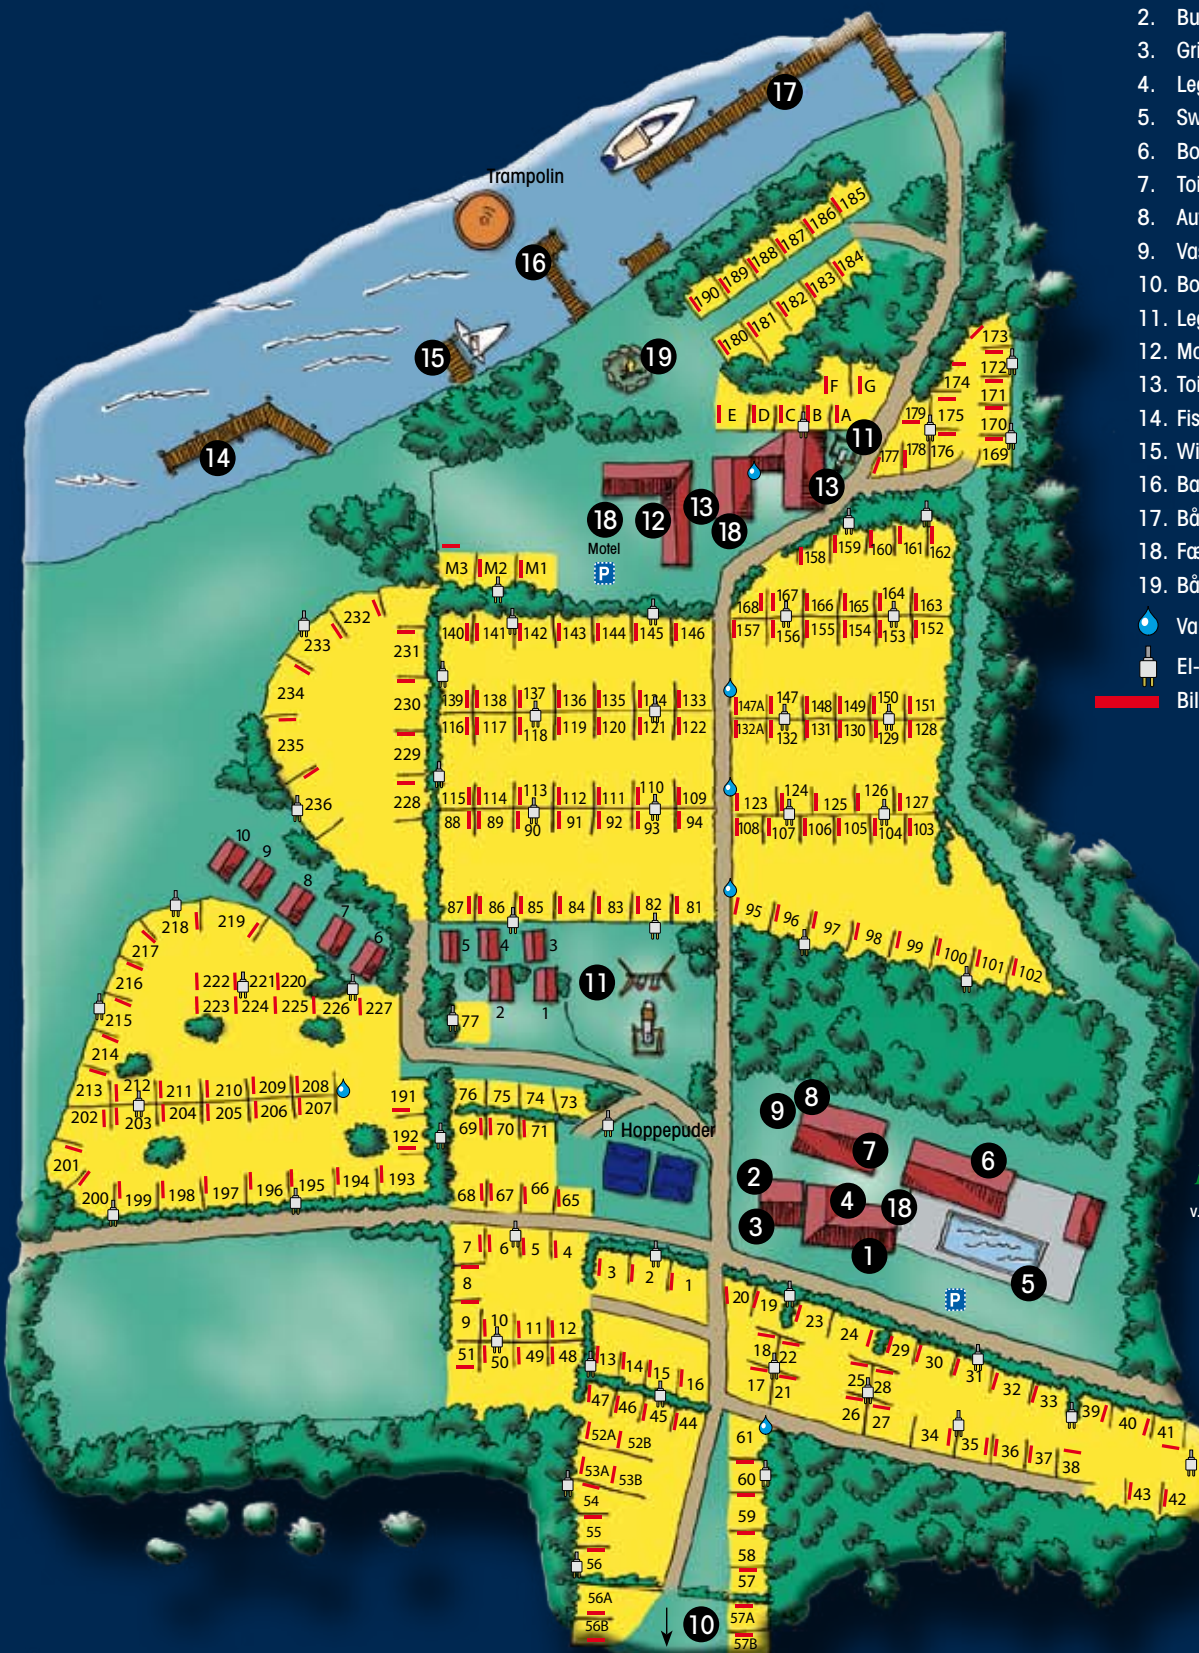 2. Bu
3. Gri
4. Leg
5. Sw
6. Bo
7. Toi
8. Au
9. Va
10. Bo
11. Leg
12. Mo
13. Toi
14. Fis
15. Wi
16. Ba
17. Bå
18. Fæ
19. Bå
Va
El-
Bil
17
Trampolin
16
15
14
19
185
186
187
188
189
190
184
183
182
181
180
173
172
174
171
179 175
170
177 178 176 169
F G
E D C B A
11
13
18 12 13 18
Motel
P
M3 M2 M1
158 159 160 161 162
168 167 166 165 164 163
157 156 155 154 153 152
140 141 142 143 144 145 146
232
233
231
234
230
235
229
236
228
139 138 137 136 135 134 133
116 117 118 119 120 121 122
147A 147 148 149 150 151
132A 132 131 130 129 128
115 114 113 112 111 110 109
88 89 90 91 92 93 94
123 124 125 126 127
108 107 106 105 104 103
87 86 85 84 83 82 81
95 96 97 98 99 100 101 102
10
9
8
7
6
5 4 3
2 1
11
77
218 219
217
216
215
214
222 221 220
223 224 225 226 227
213 212 211 210 209 208
202 203 204 205 206 207
191
192
201
200 199 198 197 196 195 194 193
76 75 74 73
69 70 71
Hoppepuder
68 67 66 65
9 8
7
6
2
4 18
3
1
5
P
v.
7 6 5 4
8
9 10 11 12
51 50 49 48
3 2 1
13 14 15 16
47 46 45 44
52A 52B
53A 53B
54
55
56
56A
56B
20 19 23 24 29 30 31 32 33 39 40 41
18 22
17 21
25 28
26 27
34 35 36 37 38
43 42
61
60
59
58
57
57A
57B
10